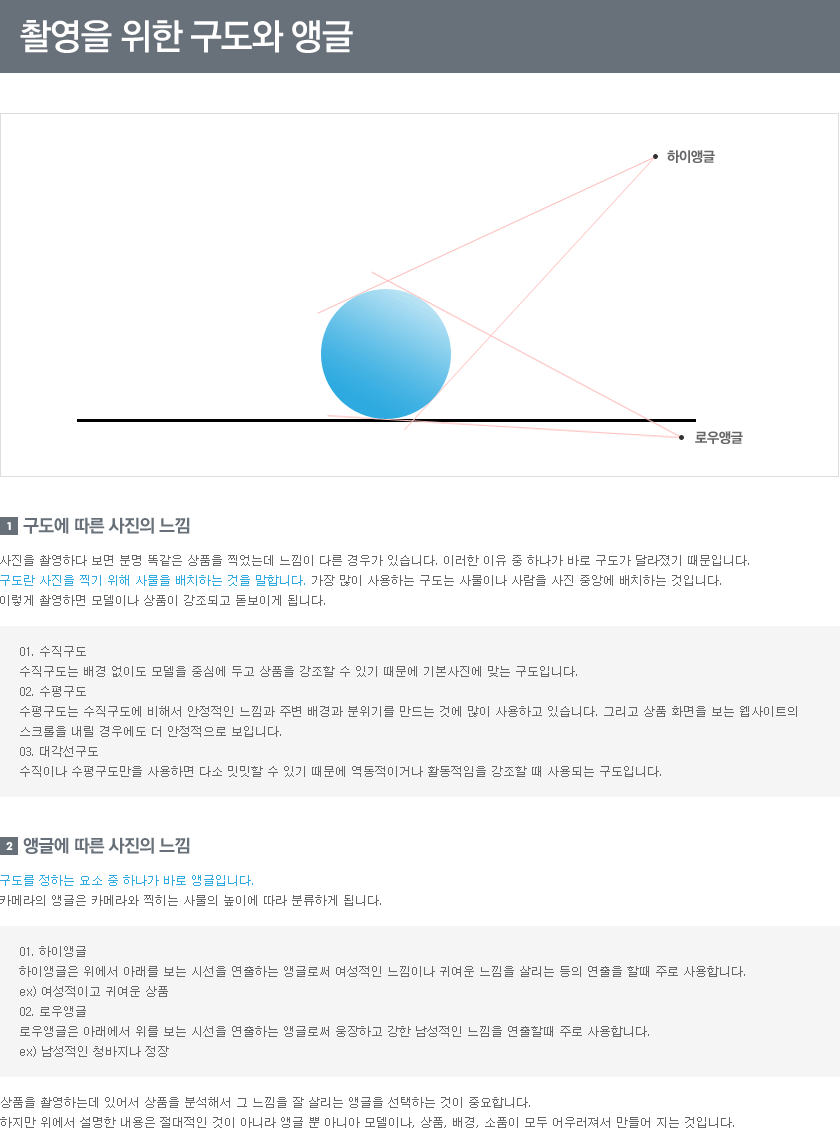 촬영을 위한 구도와 앵글
하이앵글
로우앵글
1 구도에 따른 사진의 느낌
사진을 촬영하다 보면 분명 똑같은 상품을 찍었는데 느낌이 다른 경우가 있습니다. 이러한 이유 중 하나가 바로 구도가 달라졌기 때문입니다.
구도란 사진을 찍기 위해 사물을 배치하는 것을 말합니다. 가장 많이 사용하는 구도는 사물이나 사람을 사진 중앙에 배치하는 것입니다.
이렇게 촬영하면 모델이나 상품이 강조되고 돋보이게 됩니다.
01. 수직구도
수직구도는 배경 없이도 모델을 중심에 두고 상품을 강조할 수 있기 때문에 기본사진에 맞는 구도입니다.
02. 수평구도
수평구도는 수직구도에 비해서 안정적인 느낌과 주변 배경과 분위기를 만드는 것에 많이 사용하고 있습니다. 그리고 상품 화면을 보는 웹사이트의
스크롤을 내릴 경우에도 더 안정적으로 보입니다.
03. 대각선구도
수직이나 수평구도만을 사용하면 다소 밋밋할 수 있기 때문에 역동적이거나 활동적임을 강조할 때 사용되는 구도입니다.
2 앵글에 따른 사진의 느낌
구도를 정하는 요소 중 하나가 바로 앵글입니다.
카메라의 앵글은 카메라와 찍히는 사물의 높이에 따라 분류하게 됩니다.
01. 하이앵글
하이앵글은 위에서 아래를 보는 시선을 연출하는 앵글로써 여성적인 느낌이나 귀여운 느낌을 살리는 등의 연출을 할때 주로 사용합니다.
ex) 여성적이고 귀여운 상품
02. 로우앵글
로우앵글은 아래에서 위를 보는 시선을 연출하는 앵글로써 웅장하고 강한 남성적인 느낌을 연출할때 주로 사용합니다.
ex) 남성적인 청바지나 정장
상품을 촬영하는데 있어서 상품을 분석해서 그 느낌을 잘 살리는 앵글을 선택하는 것이 중요합니다.
하지만 위에서 설명한 내용은 절대적인 것이 아니라 앵글 뿐 아니아 모델이나, 상품, 배경, 소품이 모두 어우러져서 만들어 지는 것입니다.